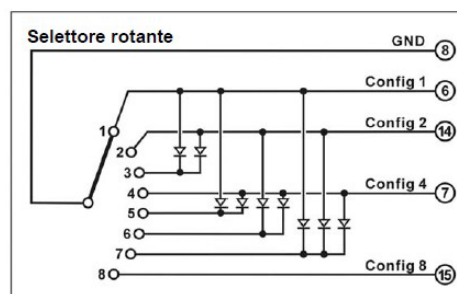 Selettore rotante
GND 8
Config 1 6
1
Config 2 14
2
3
4 Config 4 7
5
6
7
8 Config 8 15